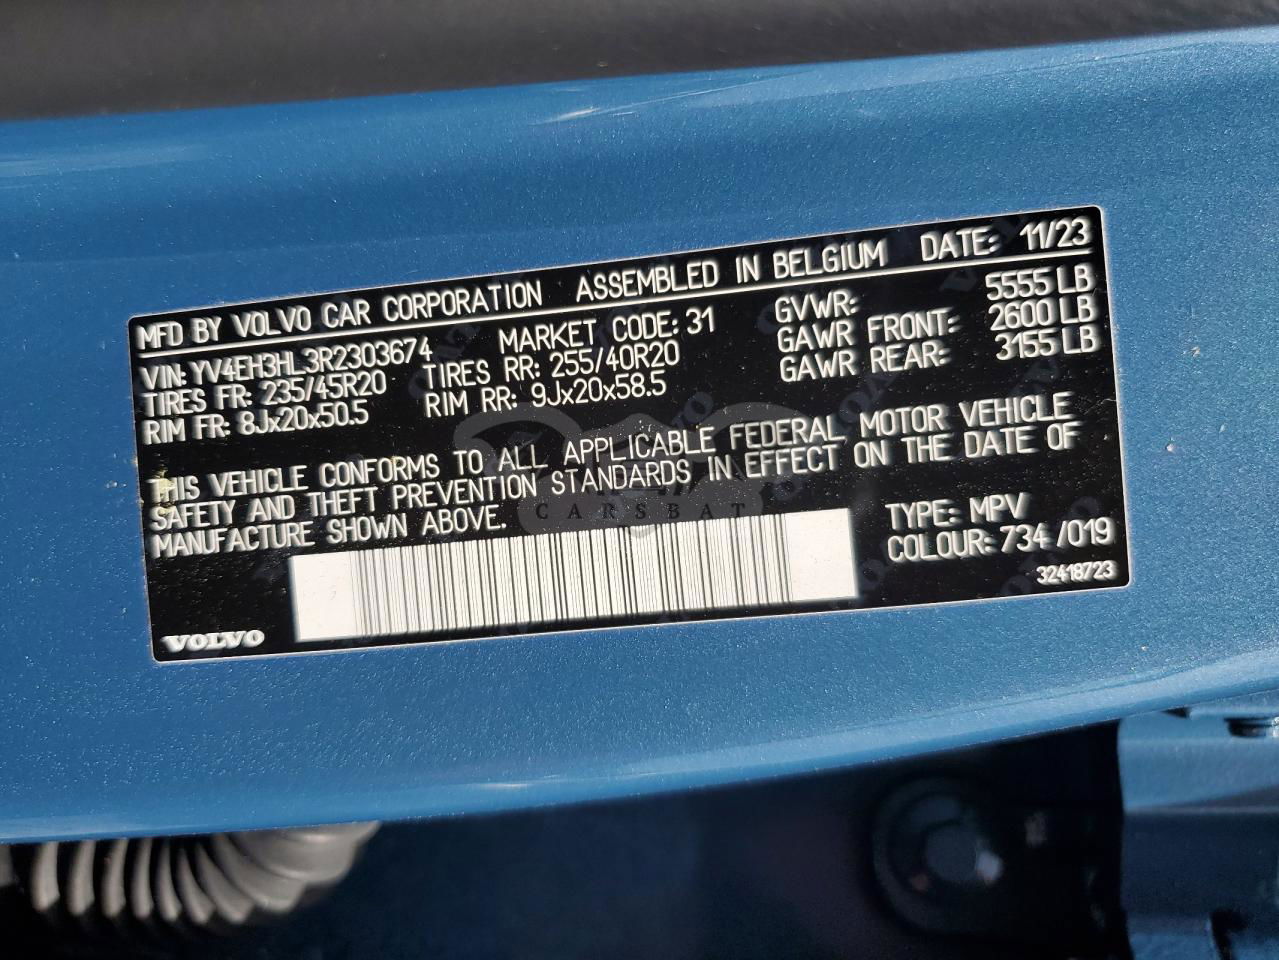 MFD BY VOLVO CAR CORPORATION ASSEMBLED IN BELGIUM DATE: 11/23
VIN: YV4EH3HL3R2303674 MARKET CODE: 31 GVWR: 5555 LB
TIRES FR: 235/45R20 TIRES RR: 255/40R20 GAWR FRONT: 2600 LB
RIM FR: 8Jx20x50.5 RIM RR: 9Jx20x58.5 GAWR REAR: 3155 LB
THIS VEHICLE CONFORMS TO ALL APPLICABLE FEDERAL MOTOR VEHICLE
SAFETY AND THEFT PREVENTION STANDARDS IN EFFECT ON THE DATE OF
MANUFACTURE SHOWN ABOVE.
CARSBAT
TYPE: MPV
COLOUR: 734 /019
32418723
VOLVO